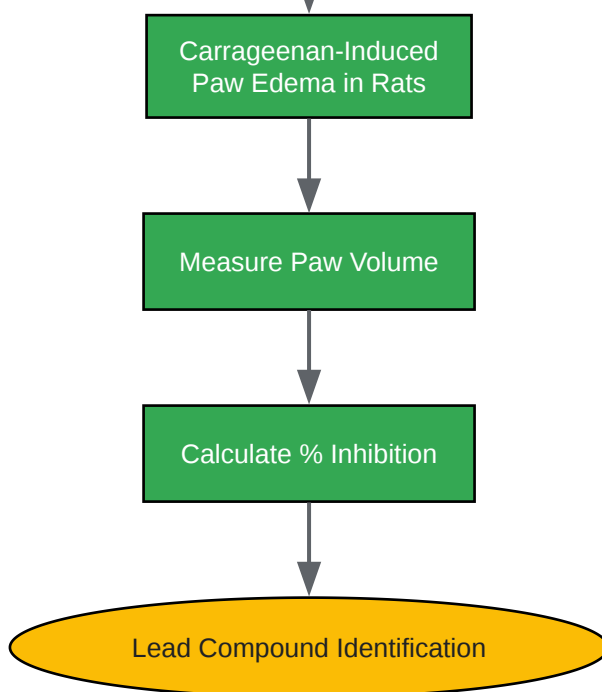 Carrageenan-Induced
Paw Edema in Rats
Measure Paw Volume
Calculate % Inhibition
Lead Compound Identification